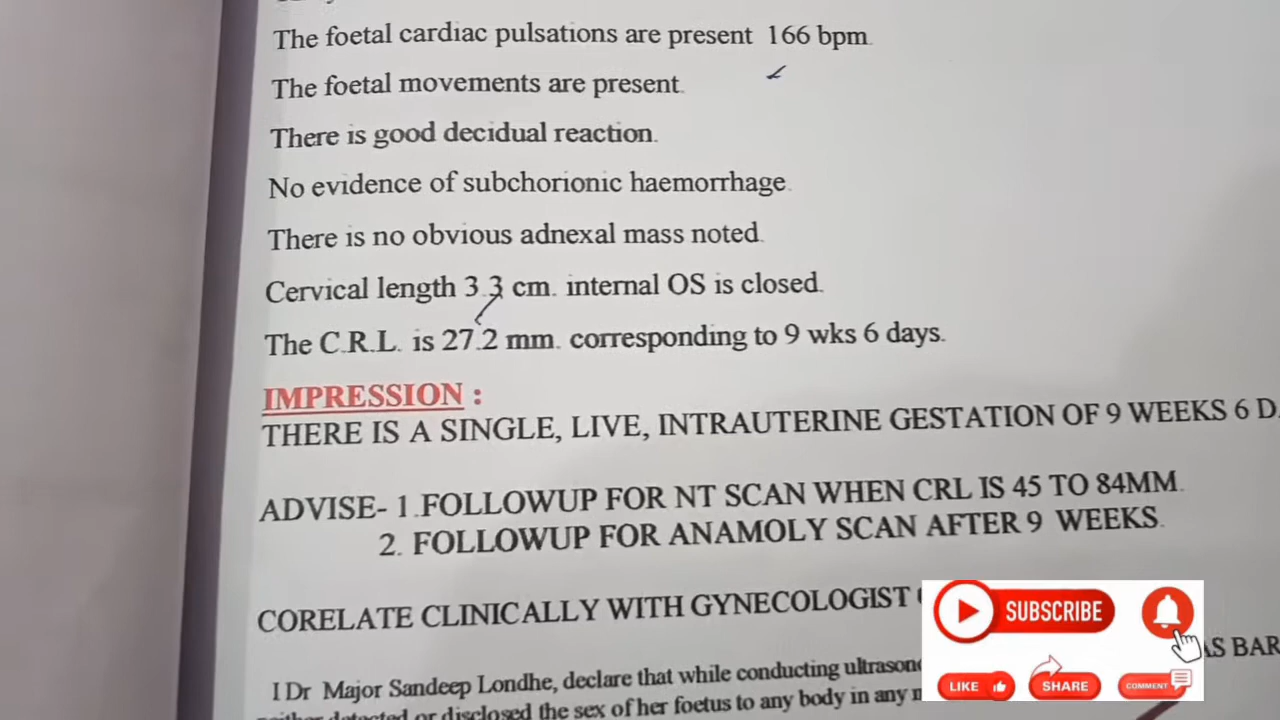 The foetal cardiac pulsations are present 166 bpm.
The foetal movements are present.
There is good decidual reaction.
No evidence of subchorionic haemorrhage.
There is no obvious adnexal mass noted.
Cervical length 3.3 cm. internal OS is closed.
The C.R.L. is 27.2 mm. corresponding to 9 wks 6 days.
IMPRESSION :
THERE IS A SINGLE, LIVE, INTRAUTERINE GESTATION OF 9 WEEKS 6 D
ADVISE- 1.FOLLOWUP FOR NT SCAN WHEN CRL IS 45 TO 84MM.
2. FOLLOWUP FOR ANAMOLY SCAN AFTER 9 WEEKS.
CORELATE CLINICALLY WITH GYNECOLOGIST
SUBSCRIBE
AS BAR
I Dr Major Sandeep Londhe, declare that while conducting
LIKE SHARE COMMENT
detected or disclosed the sex of her foetus to any body in any